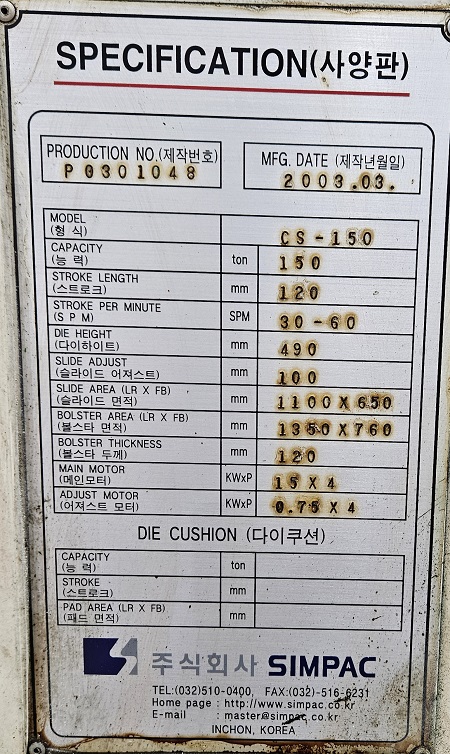 SPECIFICATION(사양판)
PRODUCTION NO.(제작번호)
P0301048
MFG. DATE (제작년월일)
2003.03.
MODEL
(형 식)
CS-150
CAPACITY
(능 력)
ton
150
STROKE LENGTH
(스트로크)
mm
120
STROKE PER MINUTE
(S P M)
SPM
30-60
DIE HEIGHT
(다이하이트)
mm
490
SLIDE ADJUST
(슬라이드 어져스트)
mm
100
SLIDE AREA (LR X FB)
(슬라이드 면적)
mm
1100X650
BOLSTER AREA (LR X FB)
(볼스타 면적)
mm
1350X760
BOLSTER THICKNESS
(볼스타 두께)
mm
120
MAIN MOTOR
(메인모터)
KWxP
15X4
ADJUST MOTOR
(어져스트 모터)
KWxP
0.75X4
DIE CUSHION (다이쿠션)
CAPACITY
(능 력)
ton
STROKE
(스트로크)
mm
PAD AREA (LR X FB)
(패드 면적)
mm
주식회사 SIMPAC
TEL:(032)510-0400, FAX:(032)-516-6231
Home page : http://www.simpac.co.kr
E-mail : master@simpac.co.kr
INCHON, KOREA